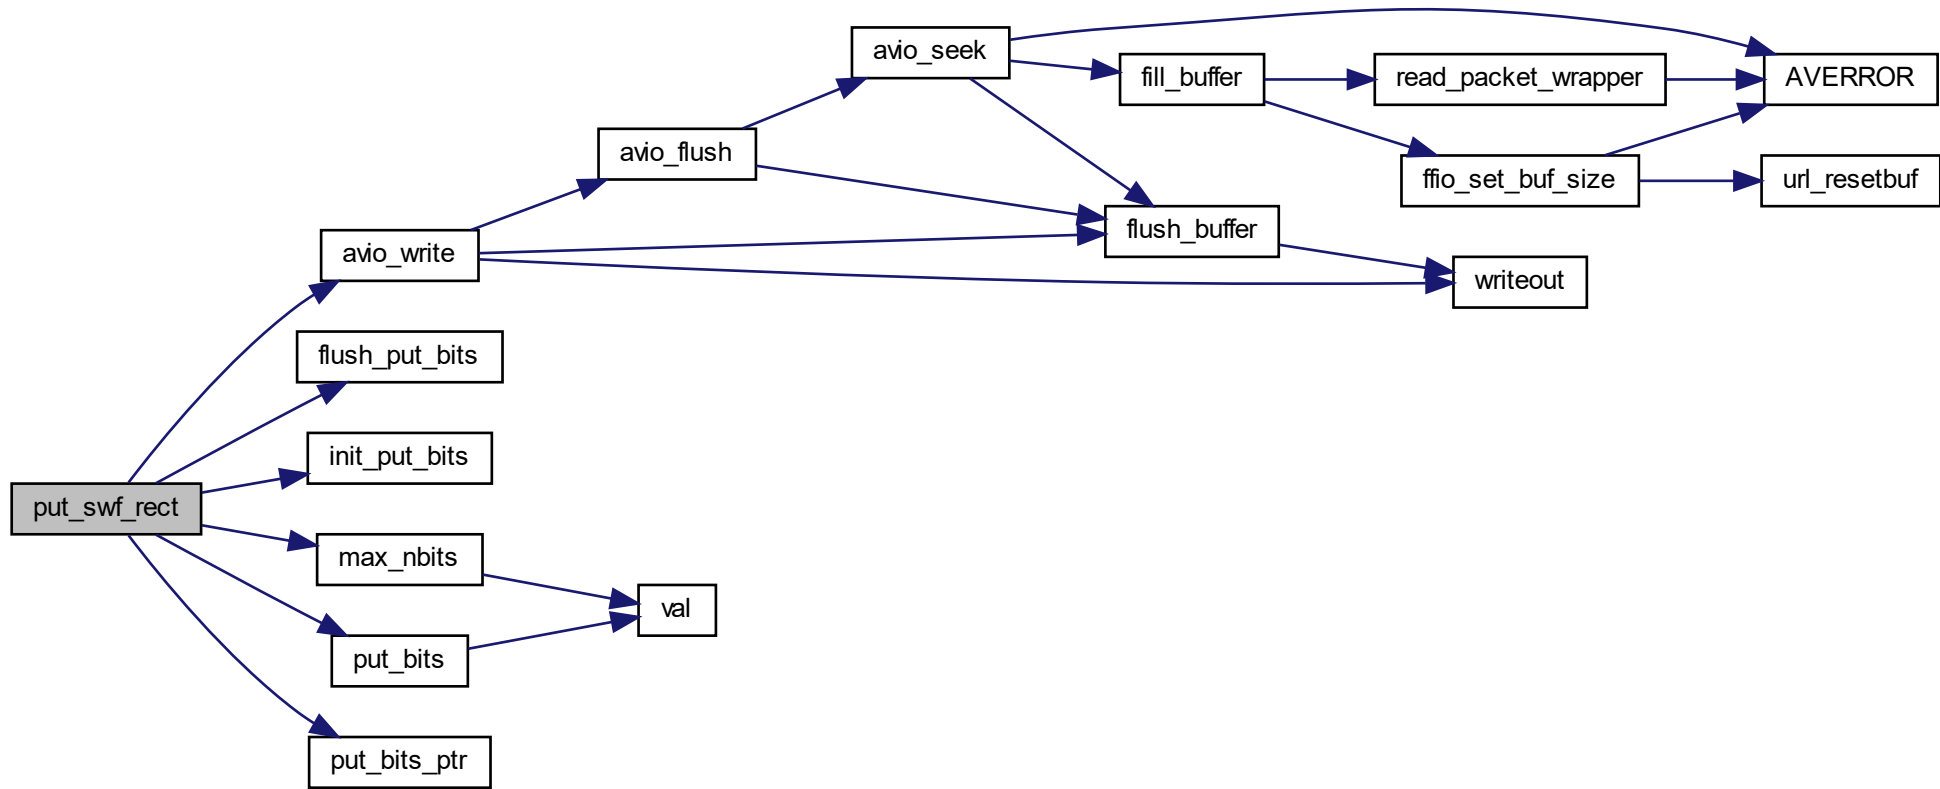 avio_seek
fill_buffer
read_packet_wrapper
AVERROR
avio_flush
ffio_set_buf_size
url_resetbuf
avio_write
flush_buffer
writeout
flush_put_bits
init_put_bits
put_swf_rect
max_nbits
val
put_bits
put_bits_ptr